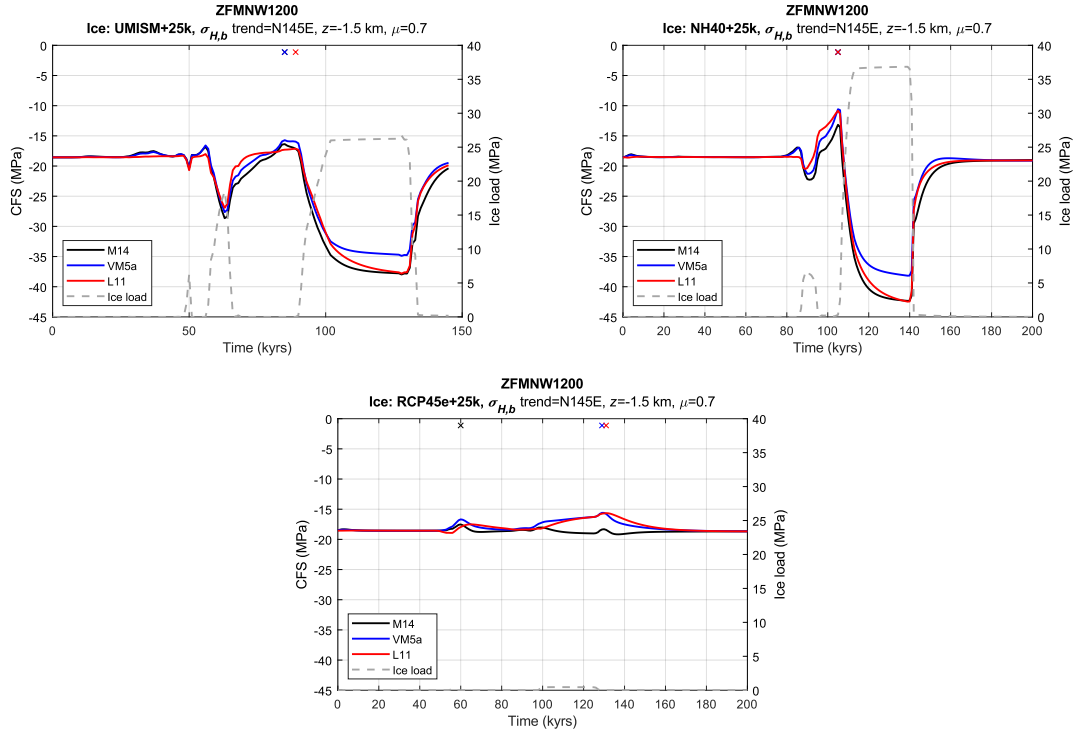 ZFMNW1200
Ice: UMISM+25k, σH,b trend=N145E, z=-1.5 km, μ=0.7
0
-5
-10
-15
-20
-25
-30
-35
-40
-45
CFS (MPa)
40
35
30
25
20
15
10
5
0
Ice load (MPa)
M14
VM5a
L11
Ice load
0 50 100 150
Time (kyrs)
ZFMNW1200
Ice: NH40+25k, σH,b trend=N145E, z=-1.5 km, μ=0.7
0
-5
-10
-15
-20
-25
-30
-35
-40
-45
CFS (MPa)
40
35
30
25
20
15
10
5
0
Ice load (MPa)
M14
VM5a
L11
Ice load
0 20 40 60 80 100 120 140 160 180 200
Time (kyrs)
ZFMNW1200
Ice: RCP45e+25k, σH,b trend=N145E, z=-1.5 km, μ=0.7
0
-5
-10
-15
-20
-25
-30
-35
-40
-45
CFS (MPa)
40
35
30
25
20
15
10
5
0
Ice load (MPa)
M14
VM5a
L11
Ice load
0 20 40 60 80 100 120 140 160 180 200
Time (kyrs)